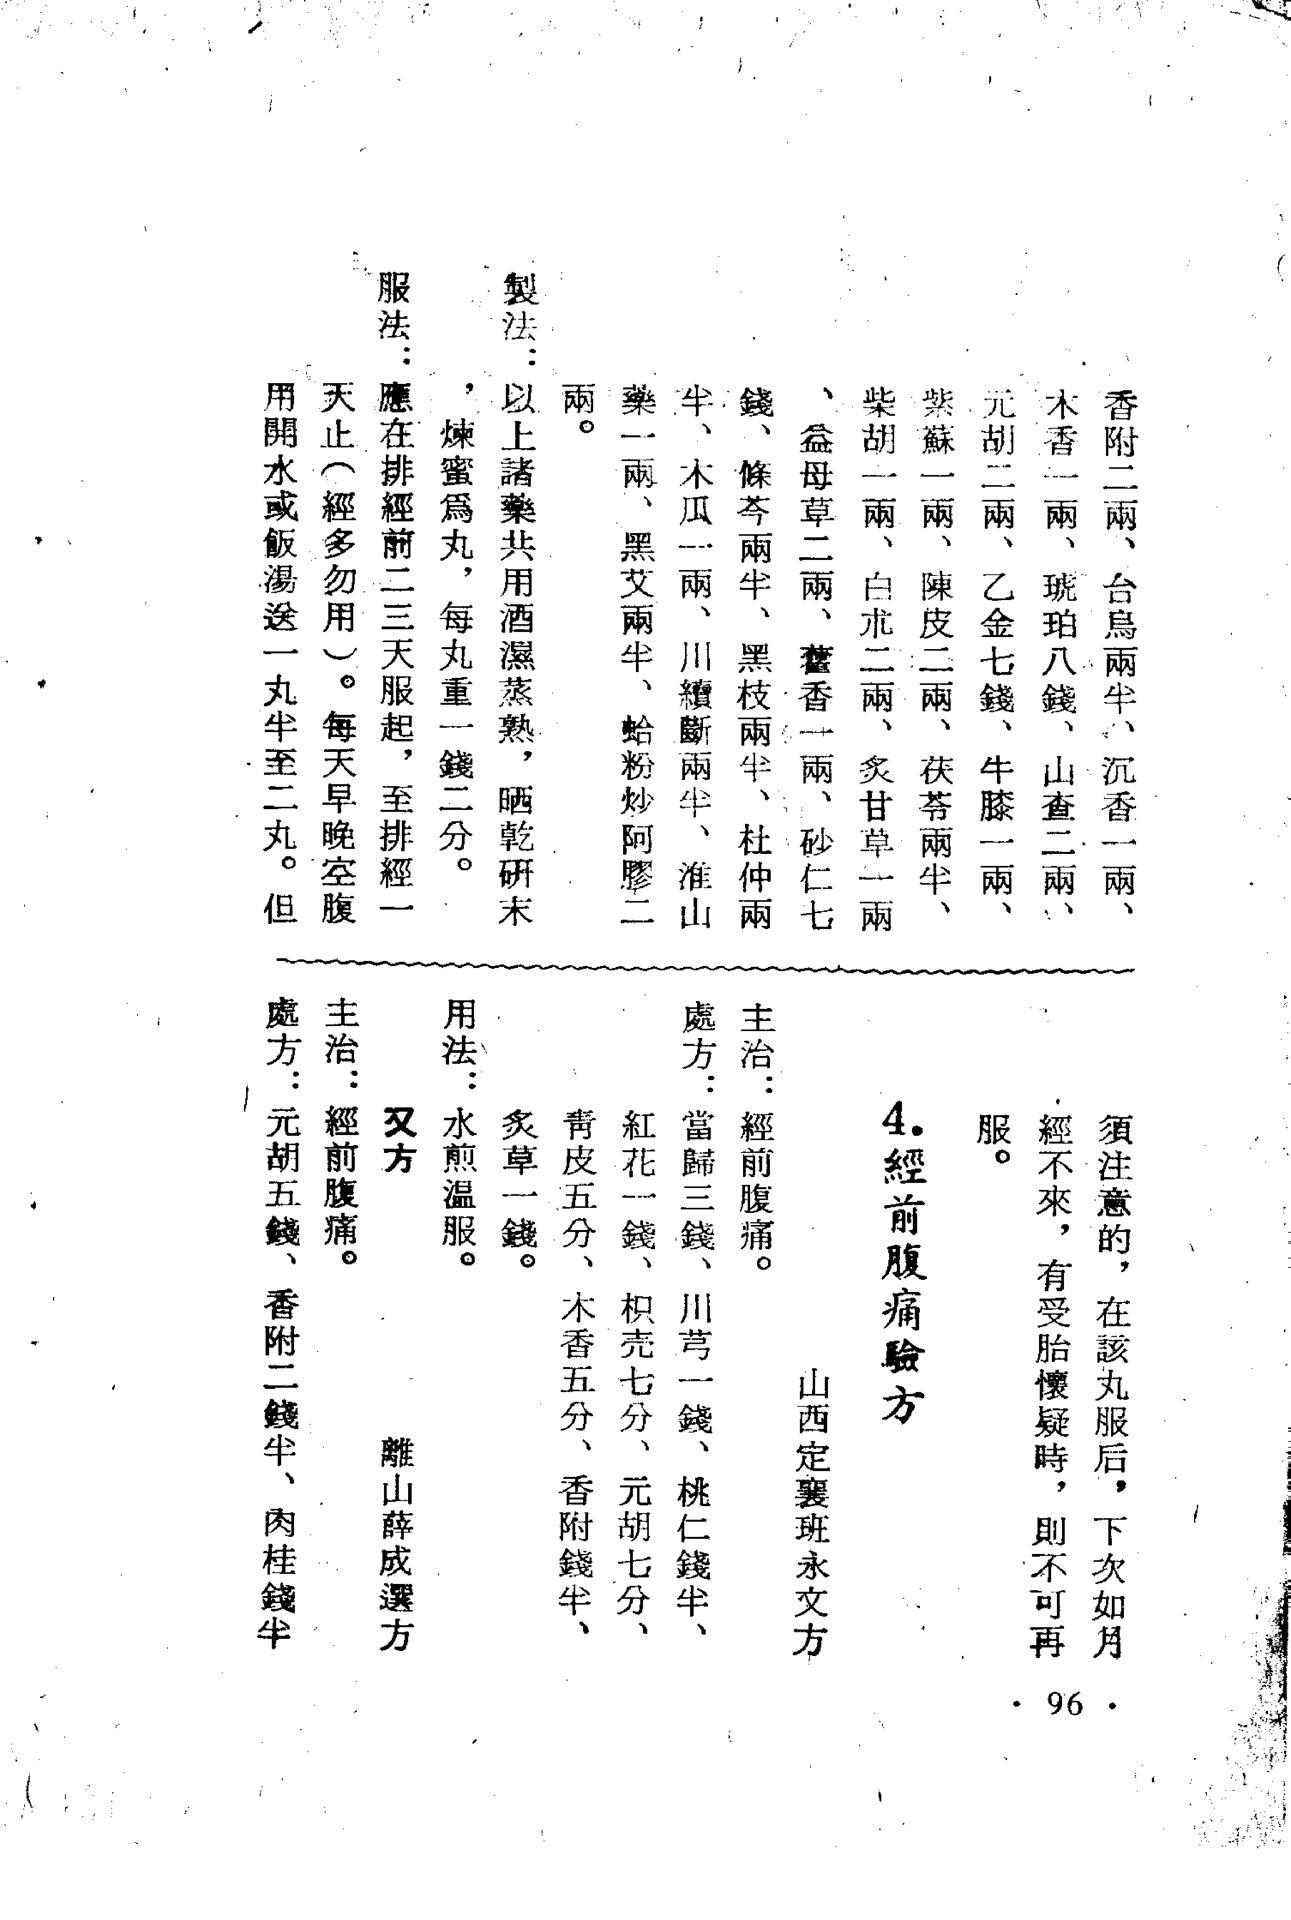 香附二兩、台烏兩半、沉香一兩、
木香一兩、琥珀八錢、山查二兩、
元胡二兩、乙金七錢、牛膝一兩、
紫蘇一兩、陳皮二兩、茯苓兩半、
柴胡一兩、白朮二兩、炙甘草一兩
、益母草二兩、藿香一兩、砂仁七
錢、條芩兩半、黑枝兩半、杜仲兩
半、木瓜一兩、川續斷兩半、淮山
藥一兩、黑艾兩半、蛤粉炒阿膠二
兩。
製法：以上諸藥共用酒濕蒸熟，晒乾研末
，煉蜜爲丸，每丸重一錢二分。
服法：應在排經前二三天服起，至排經一
天止（經多勿用）。每天早晚空腹
用開水或飯湯送一丸半至二丸。但
須注意的，在該丸服后，下次如月
經不來，有受胎懷疑時，則不可再
服。
4.經前腹痛驗方
山西定襄班永文方
主治：經前腹痛。
處方：當歸三錢、川芎一錢、桃仁錢半、
紅花一錢、枳壳七分、元胡七分、
靑皮五分、木香五分、香附錢半、
炙草一錢。
用法：水煎溫服。
又方
離山薛成選方
主治：經前腹痛。
處方：元胡五錢、香附二錢半、肉桂錢半
· 96 ·